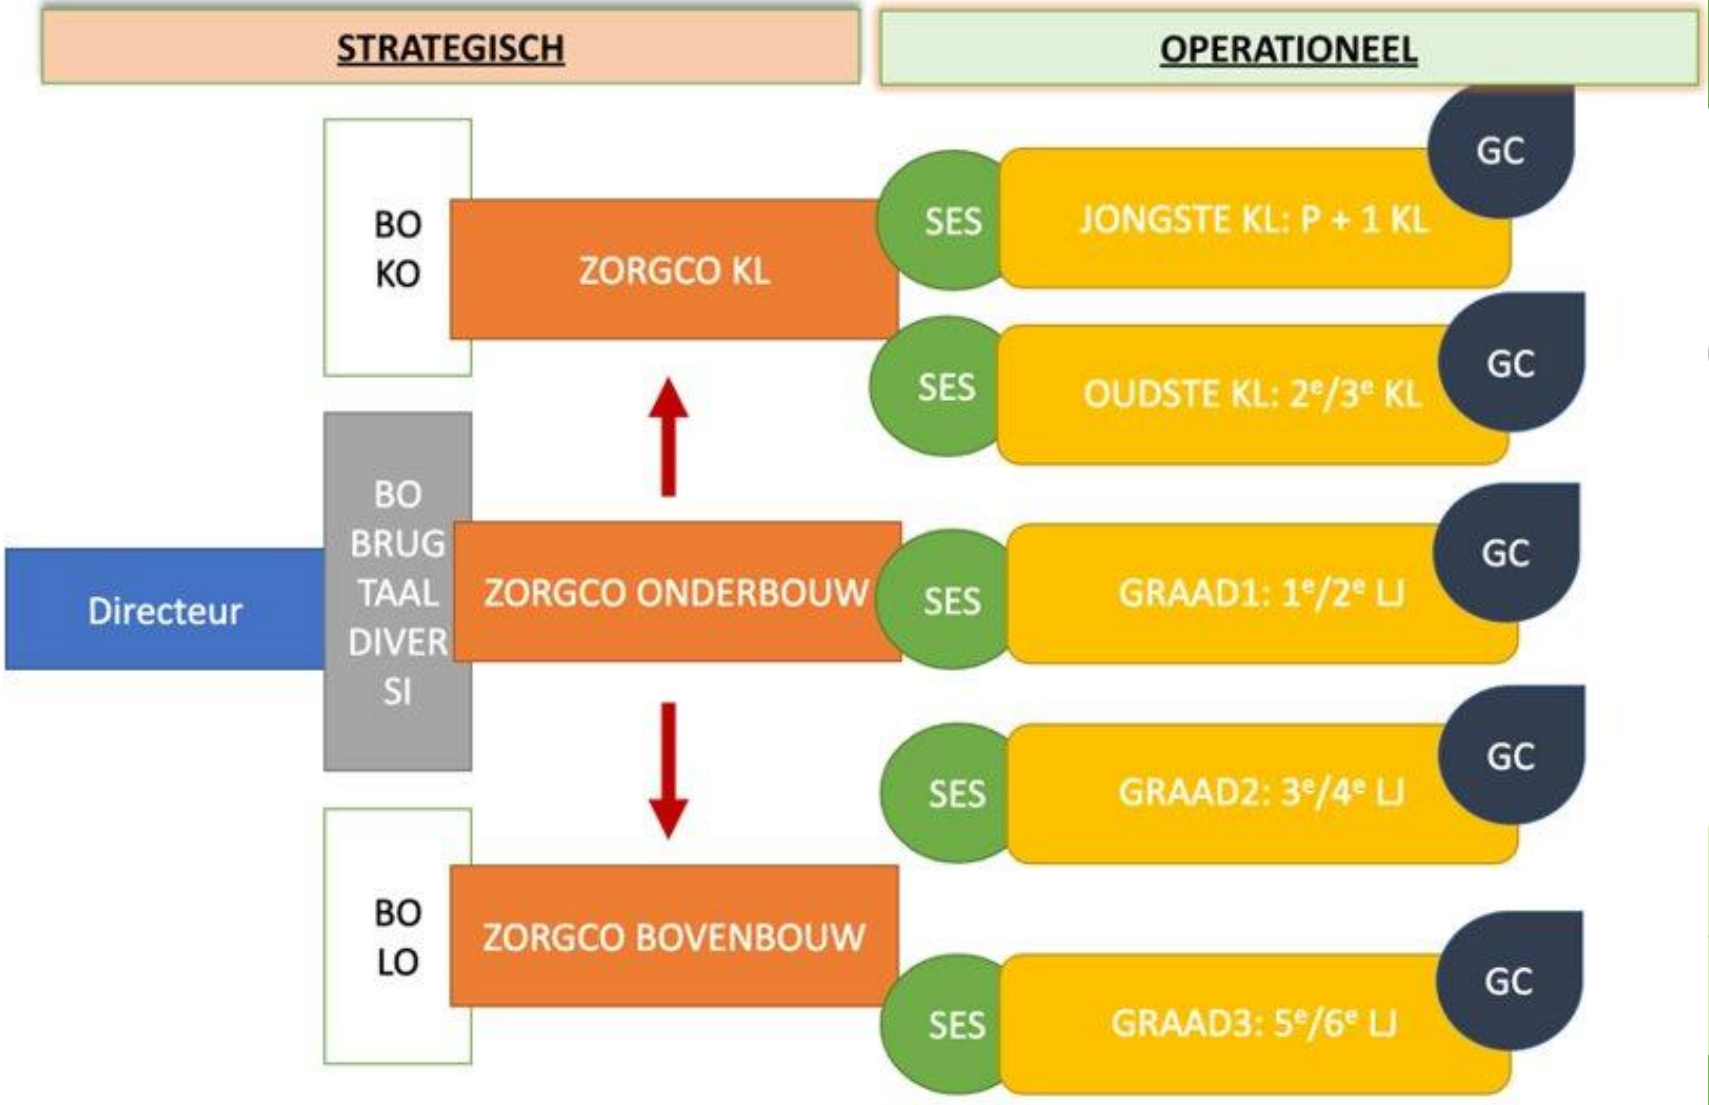 STRATEGISCH
OPERATIONEEL
BO
KO
ZORGCO KL
SES
JONGSTE KL: P + 1 KL
GC
SES
OUDSTE KL: 2ᵉ/3ᵉ KL
GC
Directeur
BO
BRUG
TAAL
DIVER
SI
ZORGCO ONDERBOUW
SES
GRAAD1: 1ᵉ/2ᵉ LJ
GC
SES
GRAAD2: 3ᵉ/4ᵉ LJ
GC
BO
LO
ZORGCO BOVENBOUW
SES
GRAAD3: 5ᵉ/6ᵉ LJ
GC